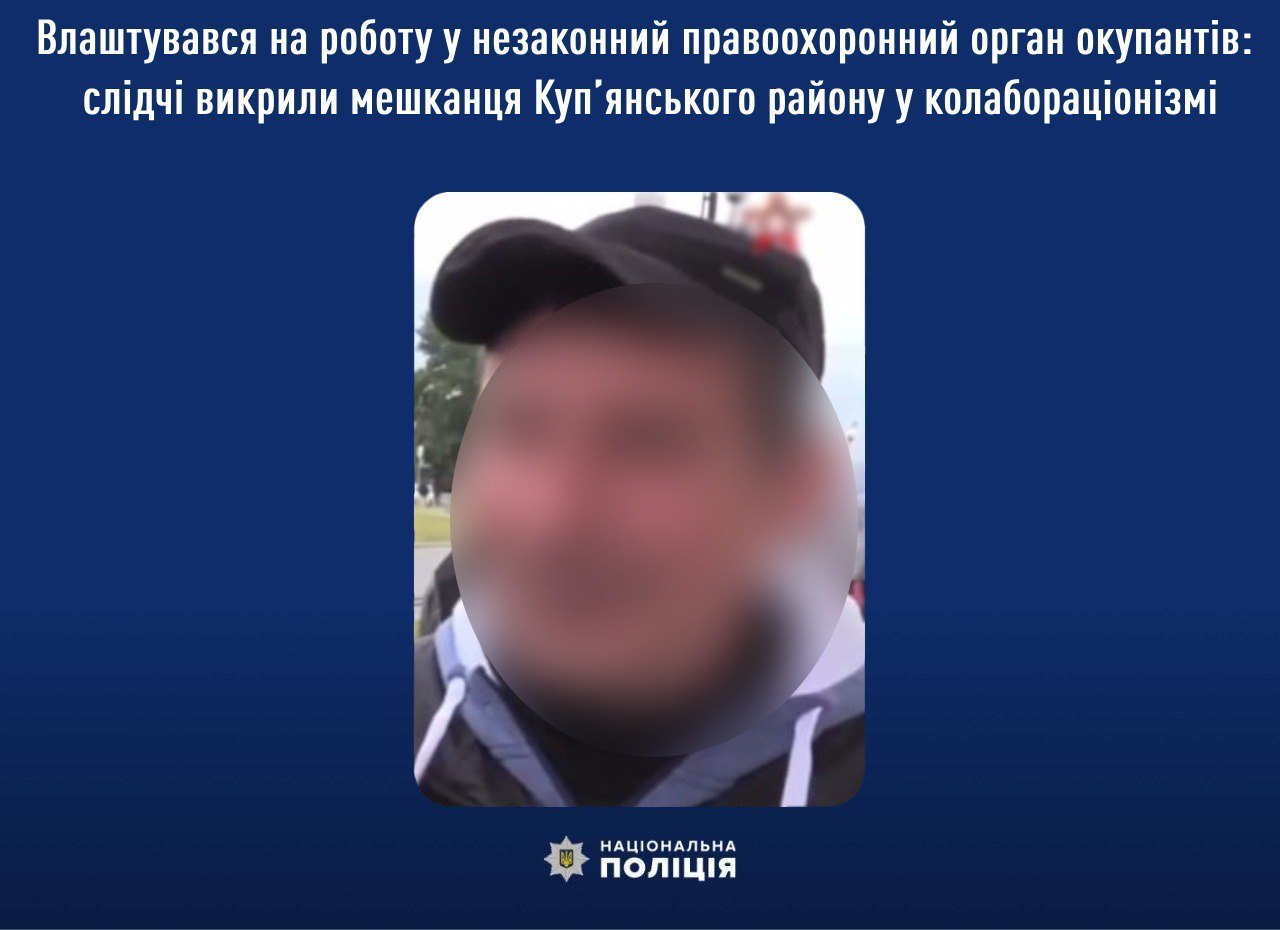 Влаштувався на роботу у незаконний правоохоронний орган окупантів:
слідчі викрили мешканця Куп’янського району у колабораціонізмі
НАЦІОНАЛЬНА
ПОЛІЦІЯ